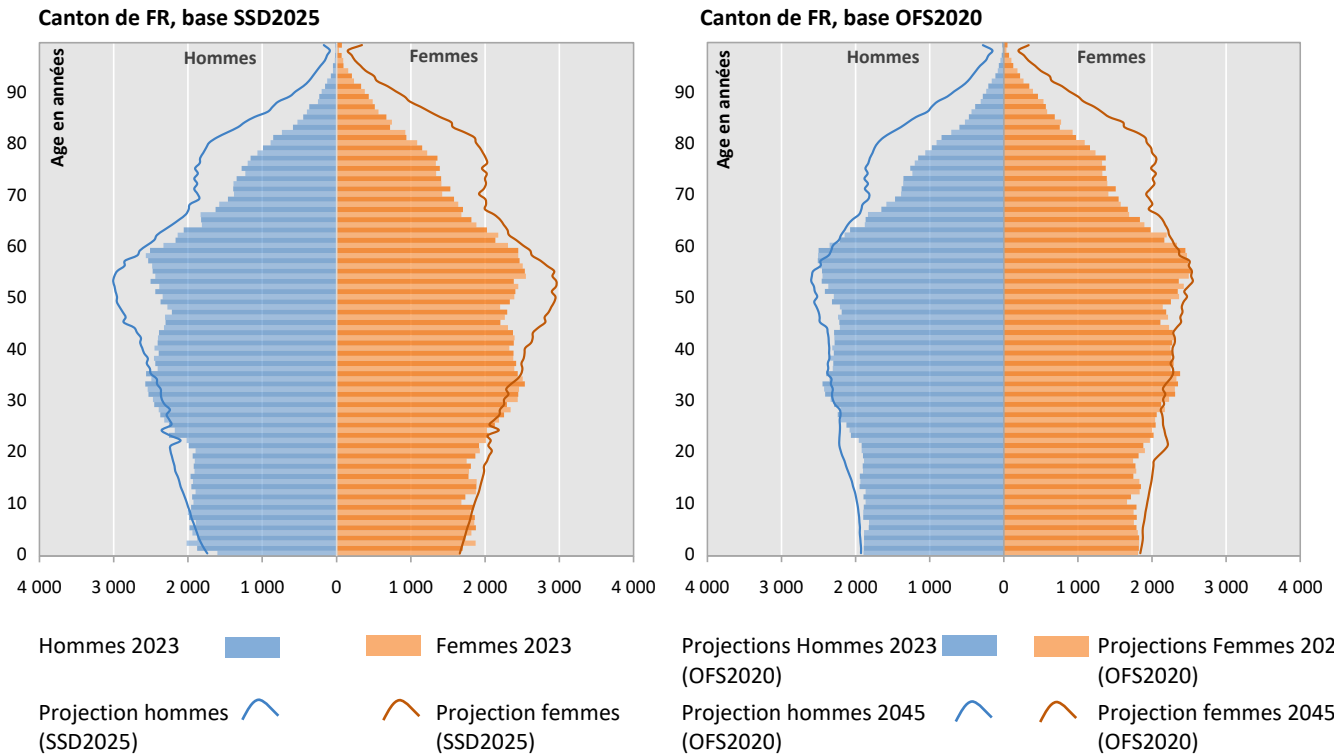 Canton de FR, base SSD2025
Hommes
Femmes
Age en années
90
80
70
60
50
40
30
20
10
0
4 000 3 000 2 000 1 000 0 1 000 2 000 3 000 4 000
Hommes 2023
Femmes 2023
Projection hommes
(SSD2025)
Projection femmes
(SSD2025)
Canton de FR, base OFS2020
Hommes
Femmes
Age en années
90
80
70
60
50
40
30
20
10
0
4 000 3 000 2 000 1 000 0 1 000 2 000 3 000 4 000
Projections Hommes 2023
(OFS2020)
Projections Femmes 202
(OFS2020)
Projection hommes 2045
(OFS2020)
Projection femmes 2045
(OFS2020)